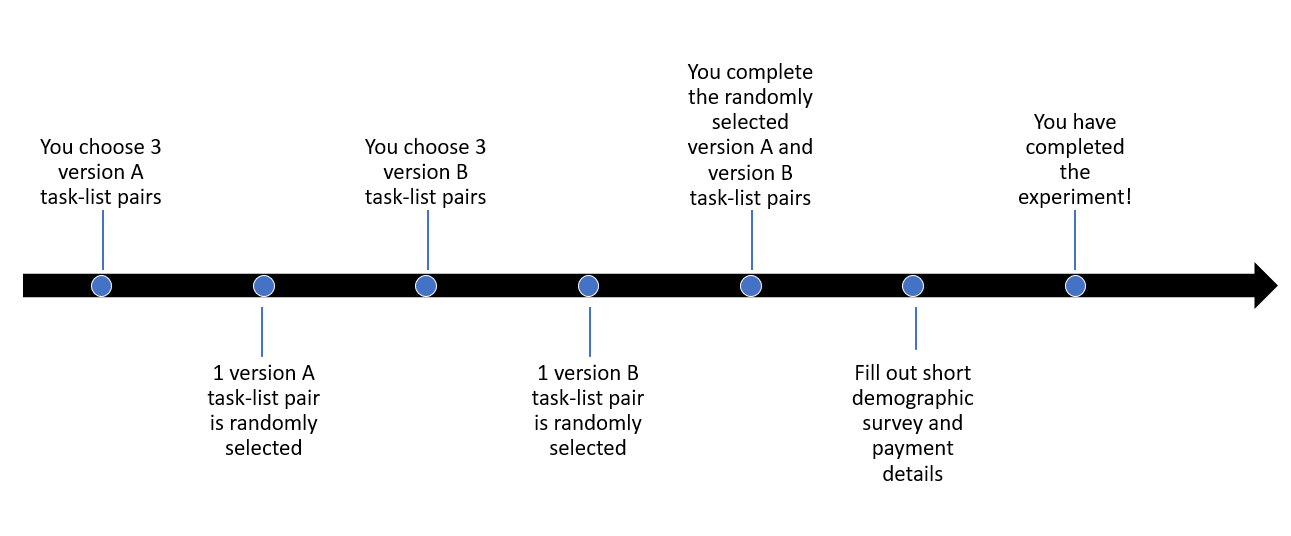 You choose 3
version A
task-list pairs
1 version A
task-list pair
is randomly
selected
You choose 3
version B
task-list pairs
1 version B
task-list pair
is randomly
selected
You complete
the randomly
selected
version A and
version B
task-list pairs
Fill out short
demographic
survey and
payment
details
You have
completed
the
experiment!